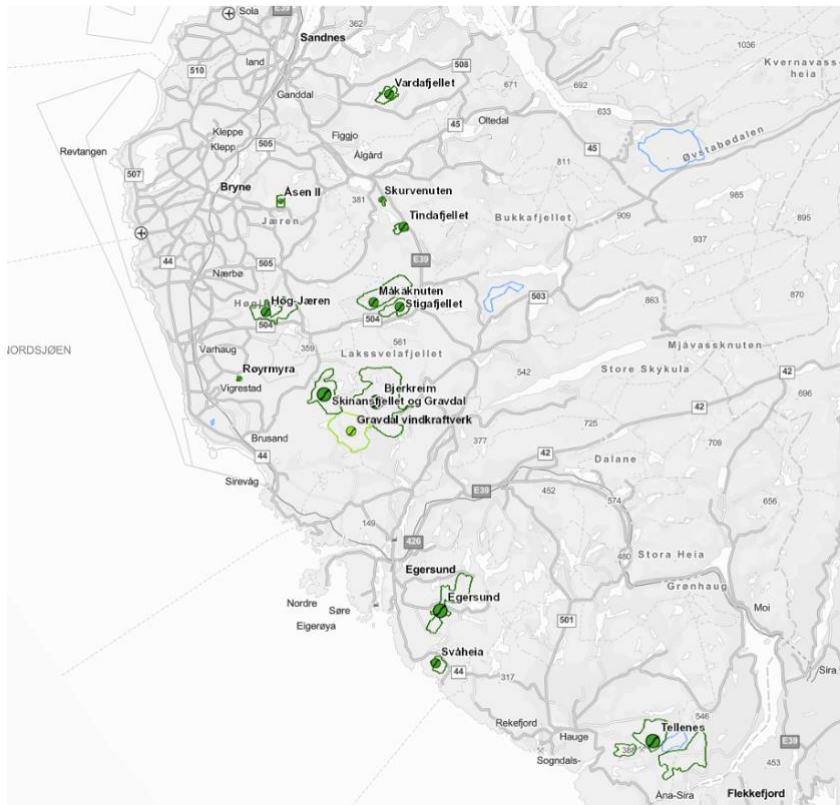 Sola
E39
362
1036
Sandnes
land
510
508
Kvernavass-
heia
Vardafjellet
671
692
Ganddal
633
Kleppe
Figgjo
45
Oltedal
Revtangen
Klepp
505
Algård
45
Øvstabødalen
507
811
Bryne
Åsen II
381
Skurvenuten
985
Jæren
Tindafjellet
Bukkafjellet
909
895
937
44
505
E39
Nærbø
Måkaknuten
503
863
870
Høgj
Høg-Jæren
504
504
Stigafjellet
Varhaug
359
561
Mjåvassknuten
NORDSJØEN
Lakssvelafjellet
542
Store Skykula
42
Røyrmyra
Vigrestad
Bjerkreim
Skinansfjellet og Gravdal
42
696
Gravdal vindkraftverk
725
Brusand
377
709
44
42
Dalane
Sirevåg
E39
452
574
656
149
426
480
Stora Heia
Egersund
Grønhaug
Nordre
Søre
Egersund
Moi
Eigerøya
501
Svåheia
44
317
Sira
Rekefjord
546
Hauge
Tellenes
388
E39
Sogndals-
453
Åna-Sira
Flekkefjord